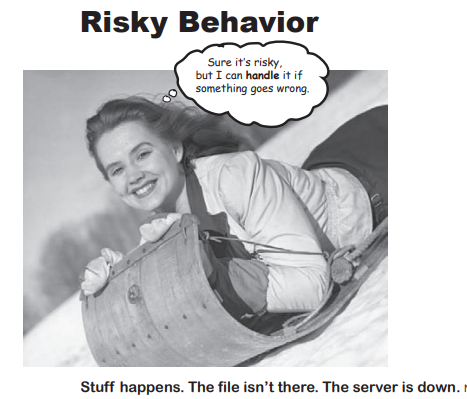 Risky Behavior
Sure it's risky,
but I can handle it if
something goes wrong.
Stuff happens. The file isn't there. The server is down.